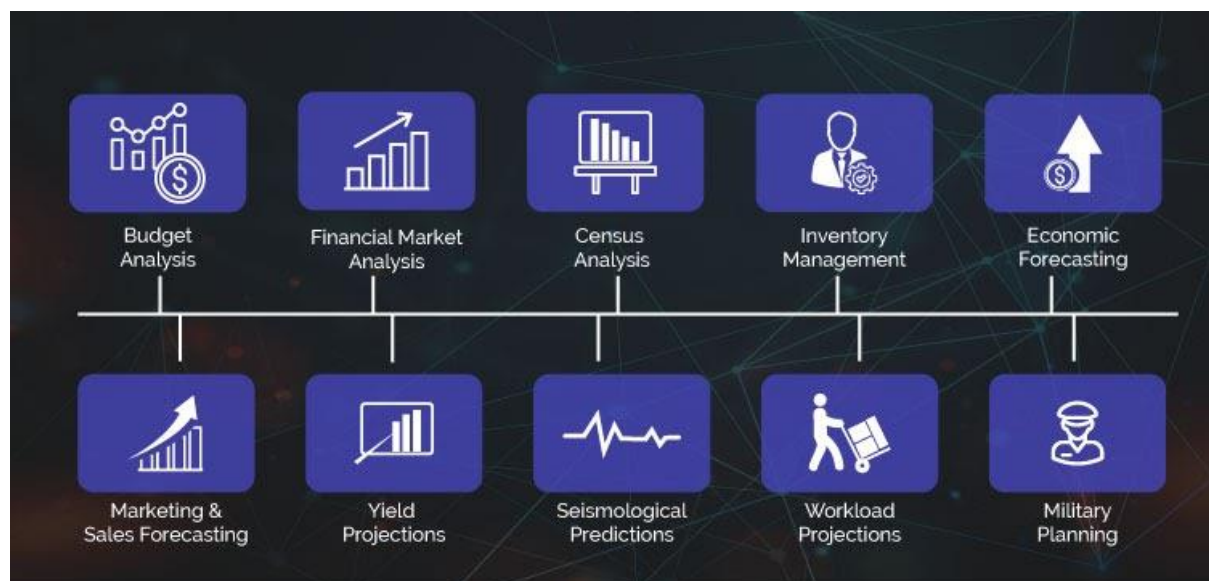 Budget
Analysis
Financial Market
Analysis
Census
Analysis
Inventory
Management
Economic
Forecasting
Marketing &
Sales Forecasting
Yield
Projections
Seismological
Predictions
Workload
Projections
Military
Planning